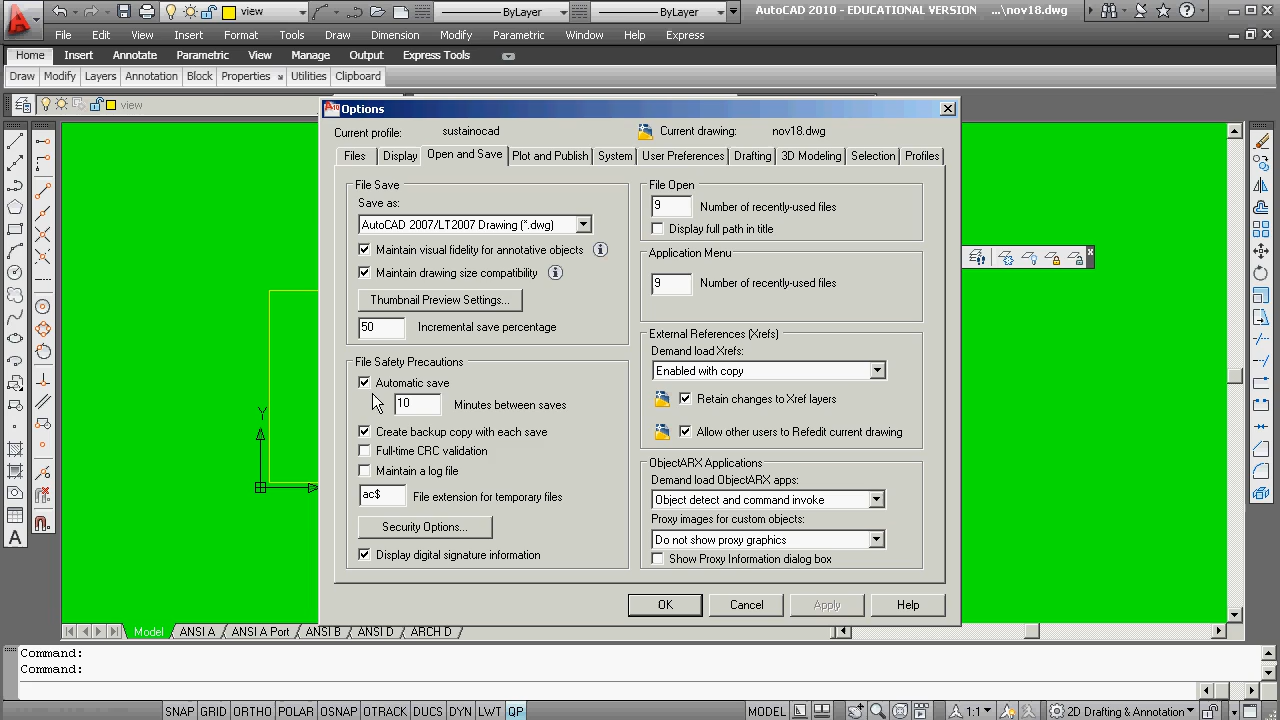 view
ByLayer
ByLayer
AutoCAD 2010 - EDUCATIONAL VERSION ...\nov18.dwg
File Edit View Insert Format Tools Draw Dimension Modify Parametric Window Help Express
Home Insert Annotate Parametric View Manage Output Express Tools
Draw Modify Layers Annotation Block Properties Utilities Clipboard
view
Options
Current profile: sustainocad Current drawing: nov18.dwg
Files Display Open and Save Plot and Publish System User Preferences Drafting 3D Modeling Selection Profiles
File Save
Save as:
AutoCAD 2007/LT2007 Drawing (*.dwg)
Maintain visual fidelity for annotative objects
Maintain drawing size compatibility
Thumbnail Preview Settings...
50 Incremental save percentage
File Safety Precautions
Automatic save
10 Minutes between saves
Create backup copy with each save
Full-time CRC validation
Maintain a log file
ac$ File extension for temporary files
Security Options...
Display digital signature information
File Open
9 Number of recently-used files
Display full path in title
Application Menu
9 Number of recently-used files
External References (Xrefs)
Demand load Xrefs:
Enabled with copy
Retain changes to Xref layers
Allow other users to Refedit current drawing
ObjectARX Applications
Demand load ObjectARX apps:
Object detect and command invoke
Proxy images for custom objects:
Do not show proxy graphics
Show Proxy Information dialog box
OK Cancel Apply Help
Y
A
Model ANSI A ANSI A Port ANSI B ANSI D ARCH D
Command:
Command:
SNAP GRID ORTHO POLAR OSNAP OTRACK DUCS DYN LWT QP MODEL 1:1 2D Drafting & Annotation